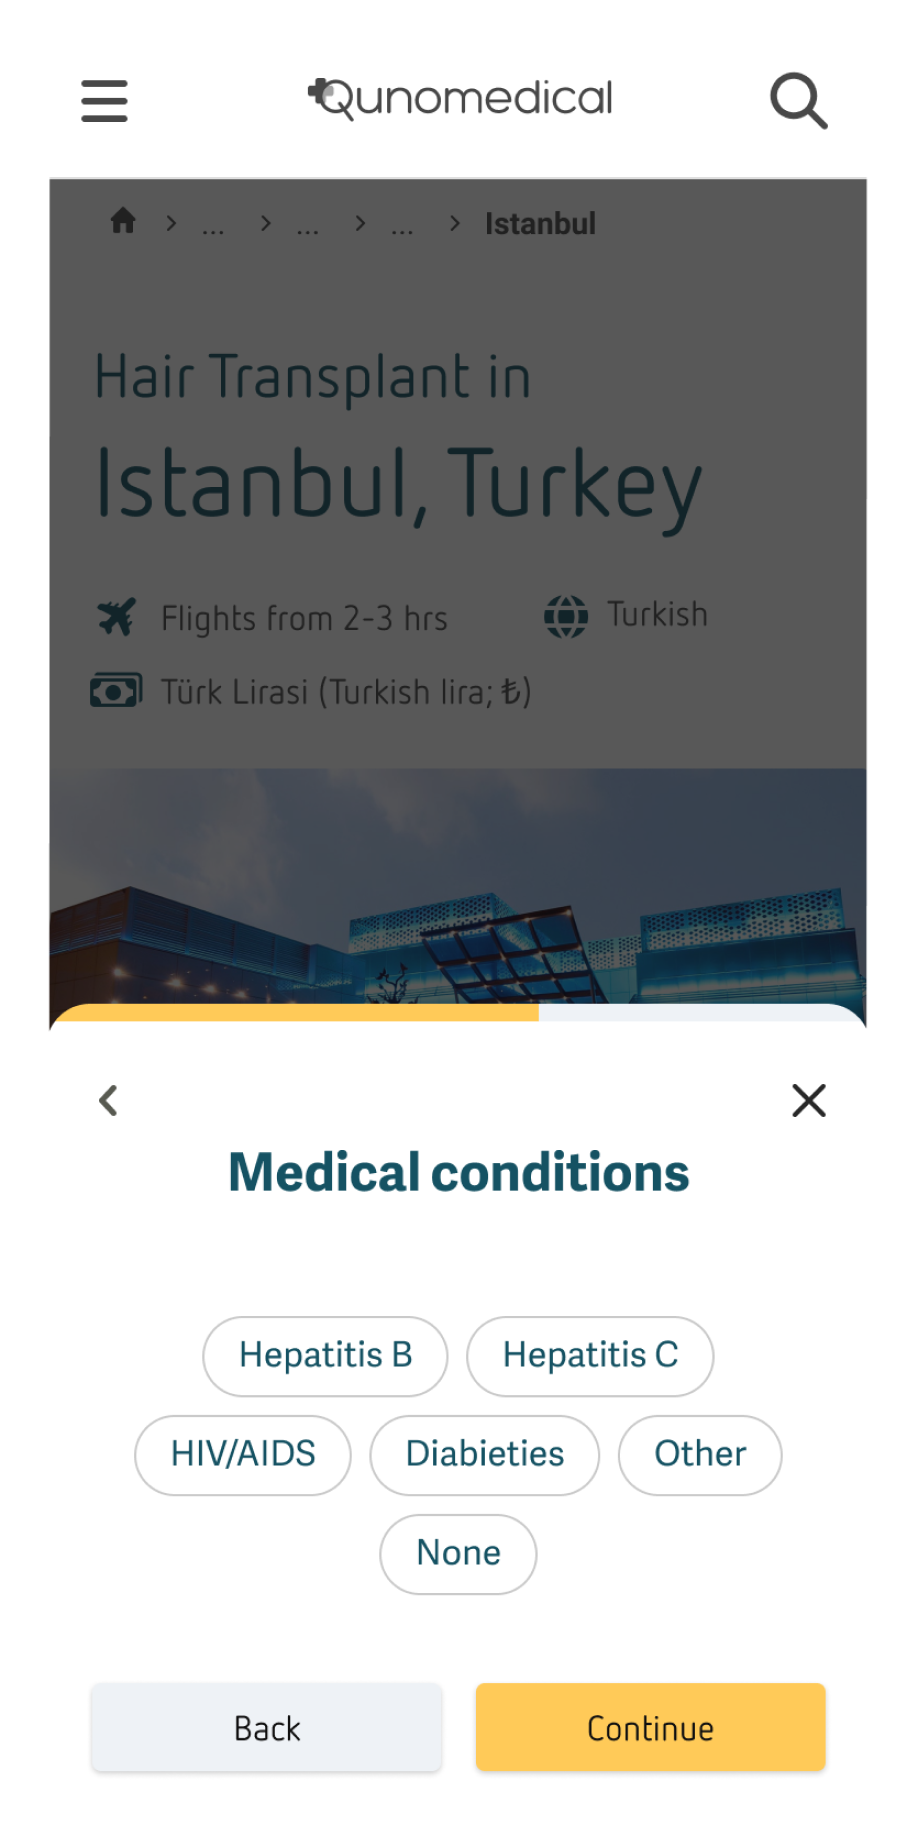 Qunomedical
... ... ... Istanbul
Hair Transplant in
Istanbul, Turkey
Flights from 2-3 hrs Turkish
Türk Lirasi (Turkish lira; ₺)
Medical conditions
Hepatitis B Hepatitis C
HIV/AIDS Diabieties Other
None
Back Continue